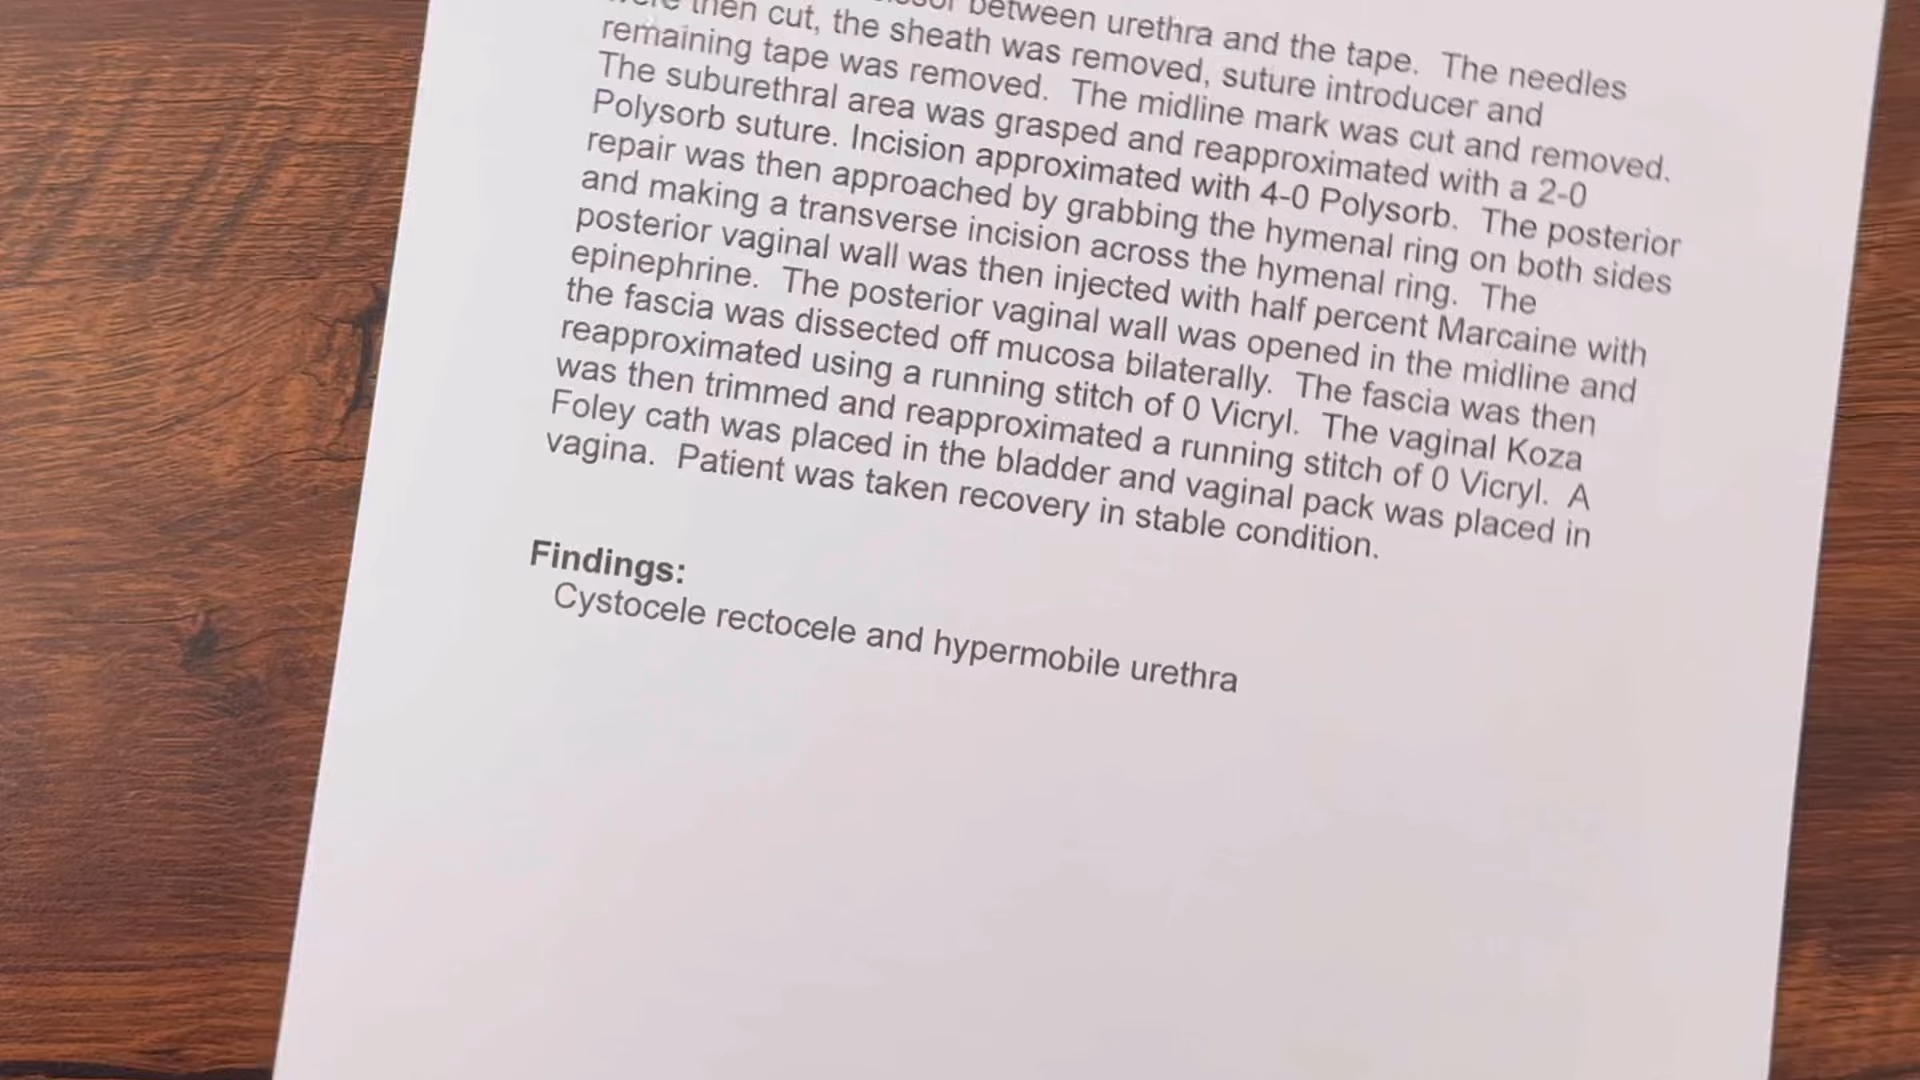 between urethra and the tape.  The needles
then cut, the sheath was removed, suture introducer and
remaining tape was removed.  The midline mark was cut and removed.
The suburethral area was grasped and reapproximated with a 2-0
Polysorb suture. Incision approximated with 4-0 Polysorb.  The posterior
repair was then approached by grabbing the hymenal ring on both sides
and making a transverse incision across the hymenal ring.  The
posterior vaginal wall was then injected with half percent Marcaine with
epinephrine.  The posterior vaginal wall was opened in the midline and
the fascia was dissected off mucosa bilaterally.  The fascia was then
reapproximated using a running stitch of 0 Vicryl.  The vaginal Koza
was then trimmed and reapproximated a running stitch of 0 Vicryl.  A
Foley cath was placed in the bladder and vaginal pack was placed in
vagina.  Patient was taken recovery in stable condition.
Findings:
Cystocele rectocele and hypermobile urethra